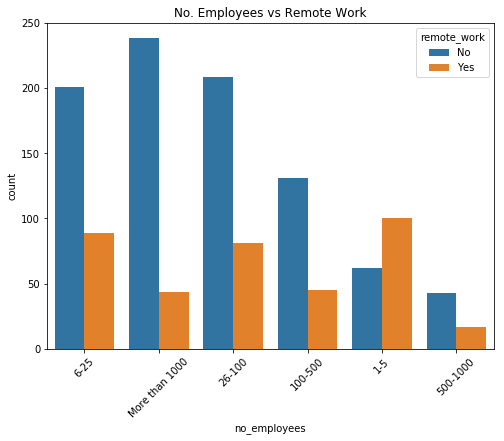 No. Employees vs Remote Work
remote_work
No
Yes
count
250
200
150
100
50
0
6-25
More than 1000
26-100
100-500
1-5
500-1000
no_employees